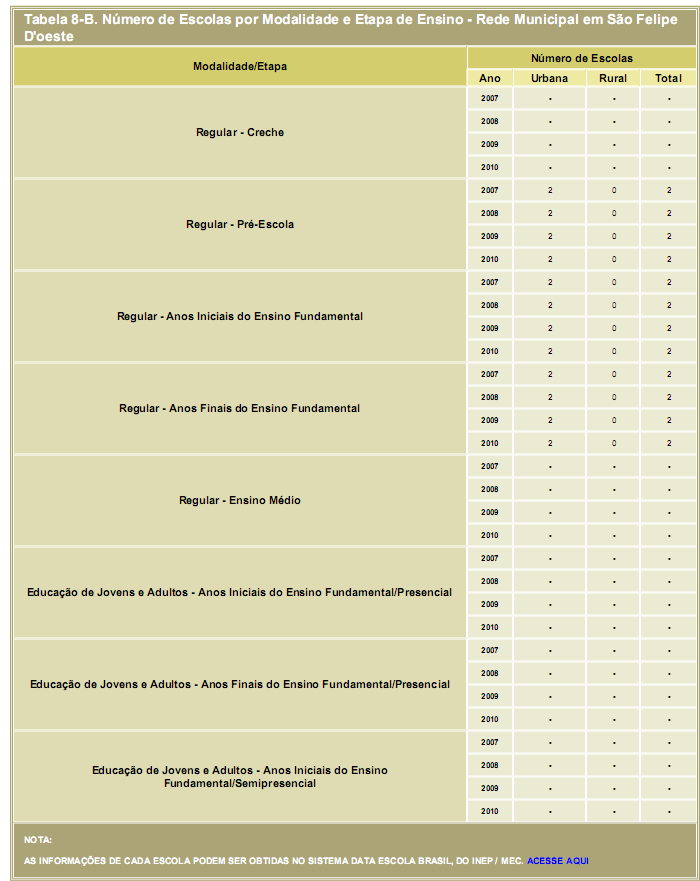 Tabela 8-B. Número de Escolas por Modalidade e Etapa de Ensino - Rede Municipal em São Felipe
D'oeste
Modalidade/Etapa
Número de Escolas
Ano Urbana Rural Total
Regular - Creche
2007 - - -
2008 - - -
2009 - - -
2010 - - -
Regular - Pré-Escola
2007 2 0 2
2008 2 0 2
2009 2 0 2
2010 2 0 2
Regular - Anos Iniciais do Ensino Fundamental
2007 2 0 2
2008 2 0 2
2009 2 0 2
2010 2 0 2
Regular - Anos Finais do Ensino Fundamental
2007 2 0 2
2008 2 0 2
2009 2 0 2
2010 2 0 2
Regular - Ensino Médio
2007 - - -
2008 - - -
2009 - - -
2010 - - -
Educação de Jovens e Adultos - Anos Iniciais do Ensino Fundamental/Presencial
2007 - - -
2008 - - -
2009 - - -
2010 - - -
Educação de Jovens e Adultos - Anos Finais do Ensino Fundamental/Presencial
2007 - - -
2008 - - -
2009 - - -
2010 - - -
Educação de Jovens e Adultos - Anos Iniciais do Ensino
Fundamental/Semipresencial
2007 - - -
2008 - - -
2009 - - -
2010 - - -
NOTA:
AS INFORMAÇÕES DE CADA ESCOLA PODEM SER OBTIDAS NO SISTEMA DATA ESCOLA BRASIL, DO INEP / MEC. ACESSE AQUI